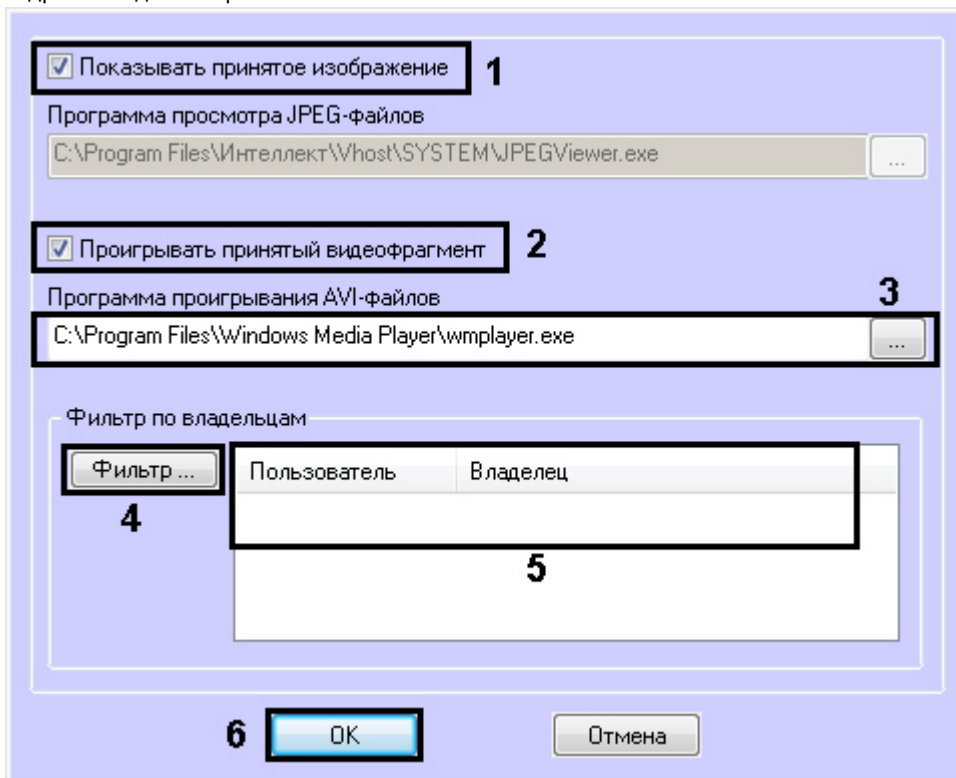 Показывать принятое изображение 1
Программа просмотра JPEG-файлов
C:\Program Files\Интеллект\Vhost\SYSTEM\JPEGViewer.exe ...
Проигрывать принятый видеофрагмент 2
Программа проигрывания AVI-файлов 3
C:\Program Files\Windows Media Player\wmplayer.exe ...
Фильтр по владельцам
Фильтр ... Пользователь Владелец
4
5
6 OK Отмена